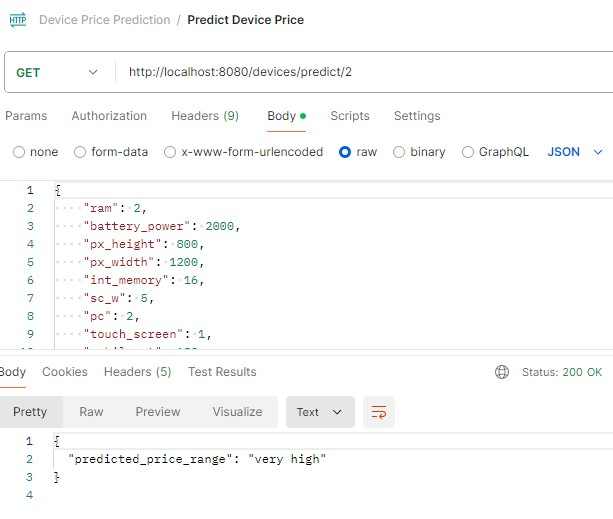 HTTP Device Price Prediction / Predict Device Price
GET http://localhost:8080/devices/predict/2
Params Authorization Headers (9) Body Scripts Settings
none form-data x-www-form-urlencoded raw binary GraphQL JSON
1 {
2 "ram": 2,
3 "battery_power": 2000,
4 "px_height": 800,
5 "px_width": 1200,
6 "int_memory": 16,
7 "sc_w": 5,
8 "pc": 2,
9 "touch_screen": 1,
Body Cookies Headers (5) Test Results Status: 200 OK
Pretty Raw Preview Visualize Text
1 {
2 "predicted_price_range": "very high"
3 }
4